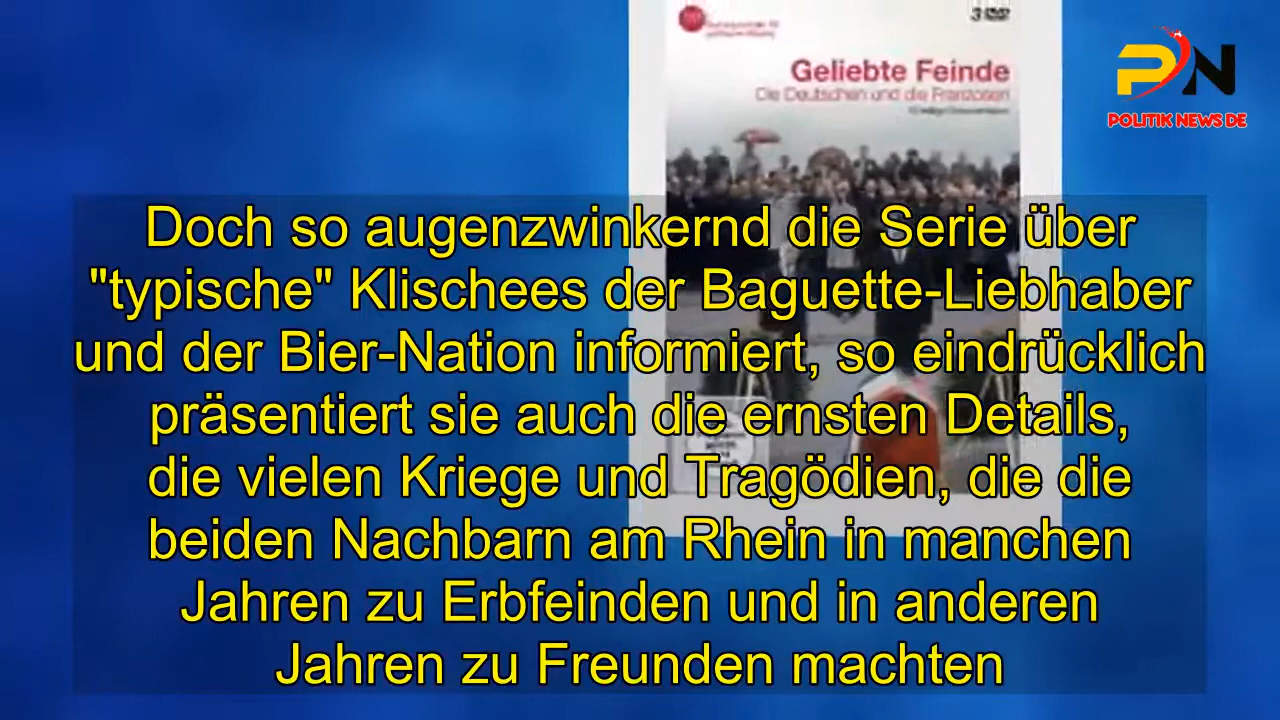 3 DVD
Geliebte Feinde
Die Deutschen und die Franzosen
PN
POLITIK NEWS DE
Doch so augenzwinkernd die Serie über
"typische" Klischees der Baguette-Liebhaber
und der Bier-Nation informiert, so eindrücklich
präsentiert sie auch die ernsten Details,
die vielen Kriege und Tragödien, die die
beiden Nachbarn am Rhein in manchen
Jahren zu Erbfeinden und in anderen
Jahren zu Freunden machten